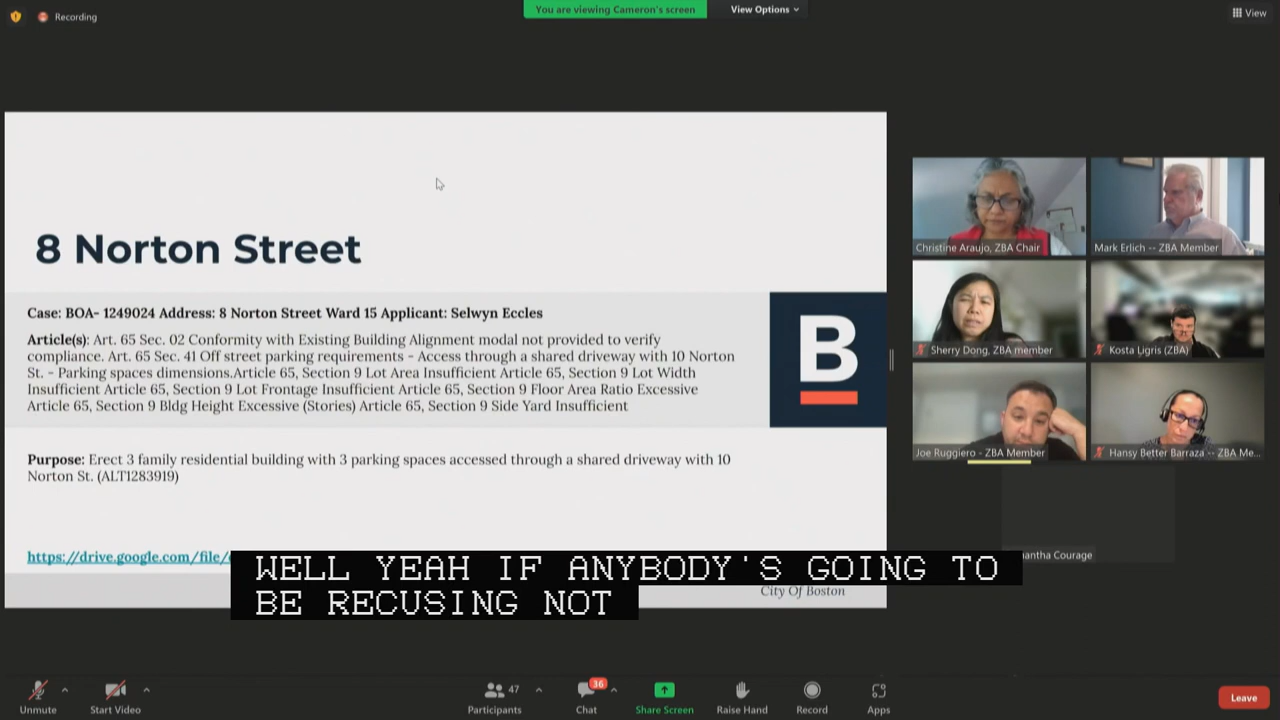 Recording
You are viewing Cameron's screen
View Options
View
8 Norton Street
Case: BOA- 1249024 Address: 8 Norton Street Ward 15 Applicant: Selwyn Eccles
Article(s): Art. 65 Sec. 02 Conformity with Existing Building Alignment modal not provided to verify
compliance. Art. 65 Sec. 41 Off street parking requirements - Access through a shared driveway with 10 Norton
St. - Parking spaces dimensions.Article 65, Section 9 Lot Area Insufficient Article 65, Section 9 Lot Width
Insufficient Article 65, Section 9 Lot Frontage Insufficient Article 65, Section 9 Floor Area Ratio Excessive
Article 65, Section 9 Bldg Height Excessive (Stories) Article 65, Section 9 Side Yard Insufficient
B
Purpose: Erect 3 family residential building with 3 parking spaces accessed through a shared driveway with 10
Norton St. (ALT1283919)
https://drive.google.com/file/
City Of Boston
Christine Araujo, ZBA Chair
Mark Erlich -- ZBA Member
Sherry Dong, ZBA member
Kosta Ligris (ZBA)
Joe Ruggiero - ZBA Member
Hansy Better Barraza -- ZBA Me...
antha Courage
WELL YEAH IF ANYBODY'S GOING TO
BE RECUSING NOT
Unmute
Start Video
Participants
47
Chat
36
Share Screen
Raise Hand
Record
Apps
Leave